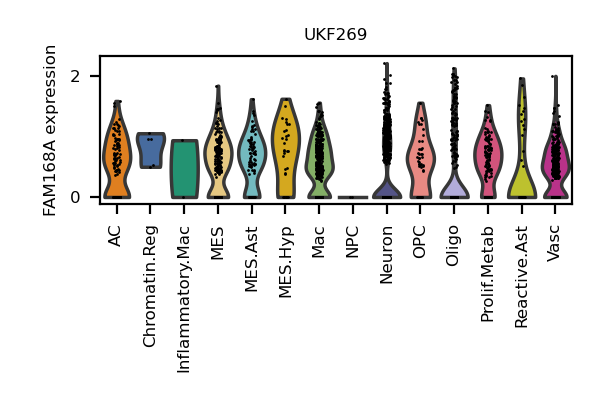 UKF269
FAM168A expression
2
0
AC
Chromatin.Reg
Inflammatory.Mac
MES
MES.Ast
MES.Hyp
Mac
NPC
Neuron
OPC
Oligo
Prolif.Metab
Reactive.Ast
Vasc